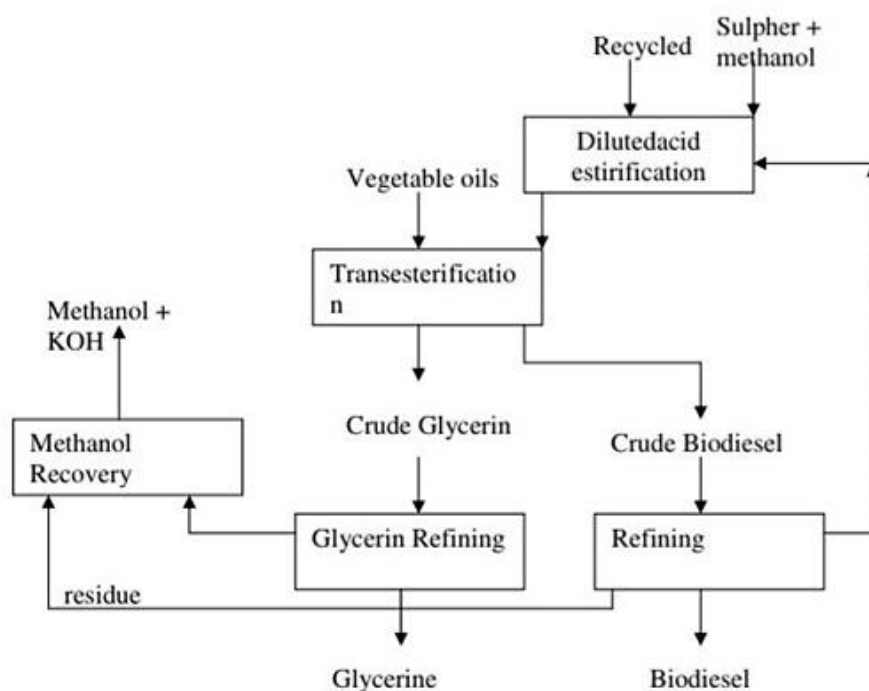 Sulpher +
methanol
Recycled
Dilutedacid
estirification
Vegetable oils
Transesterificatio
n
Methanol +
KOH
Crude Glycerin
Crude Biodiesel
Methanol
Recovery
Glycerin Refining
Refining
residue
Glycerine
Biodiesel